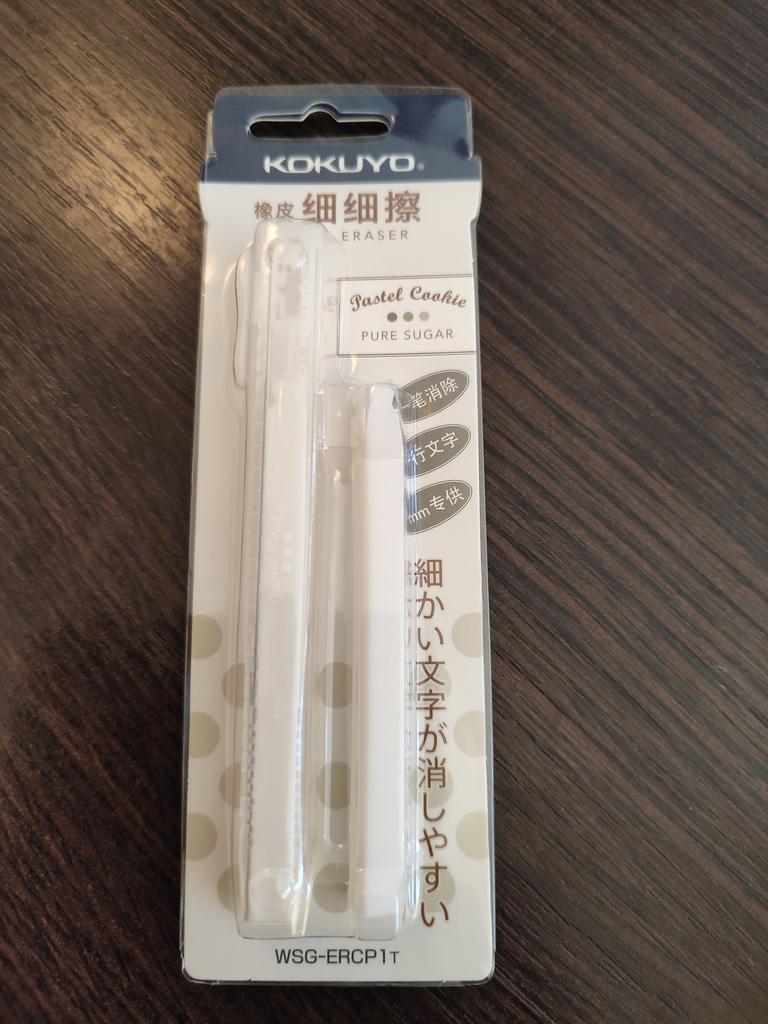 KOKUYO®
橡皮 细细擦
ERASER
Pastel Cookie
PURE SUGAR
笔消除
行文字
mm专供
細かい文字が消しやすい
KOKUYO
WSG-ERCP1T